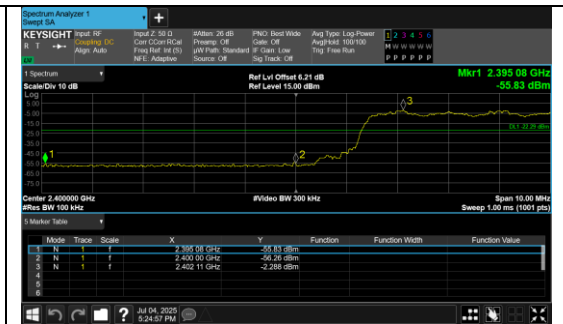 Spectrum Analyzer 1
Swept SA
+
KEYSIGHT Input: RF Input Z: 50 Ω #Atten: 26 dB PNO: Best Wide Avg Type: Log-Power 1 2 3 4 5 6
R T Coupling: DC Corr CCorr RCal Preamp: Off Gate: Off Avg|Hold: 100/100 M W W W W W
Align: Auto Freq Ref: Int (S) µW Path: Standard IF Gain: Low Trig: Free Run P P P P P P
NFE: Adaptive Source: Off Sig Track: Off
1 Spectrum Ref Lvl Offset 6.21 dB Mkr1 2.395 08 GHz
Scale/Div 10 dB Ref Level 15.00 dBm -55.83 dBm
Log
5.00 3
-5.00
-15.0
-25.0 DL1 -22.25 dBm
-35.0
-45.0 1 2
-55.0
-65.0
-75.0
Center 2.400000 GHz #Video BW 300 kHz Span 10.00 MHz
#Res BW 100 kHz Sweep 1.00 ms (1001 pts)
5 Marker Table
Mode Trace Scale X Y Function Function Width Function Value
1 N 1 f 2.395 08 GHz -55.83 dBm
2 N 1 f 2.400 00 GHz -56.26 dBm
3 N 1 f 2.402 11 GHz -2.288 dBm
4
5
6
? Jul 04, 2025
5:24:57 PM